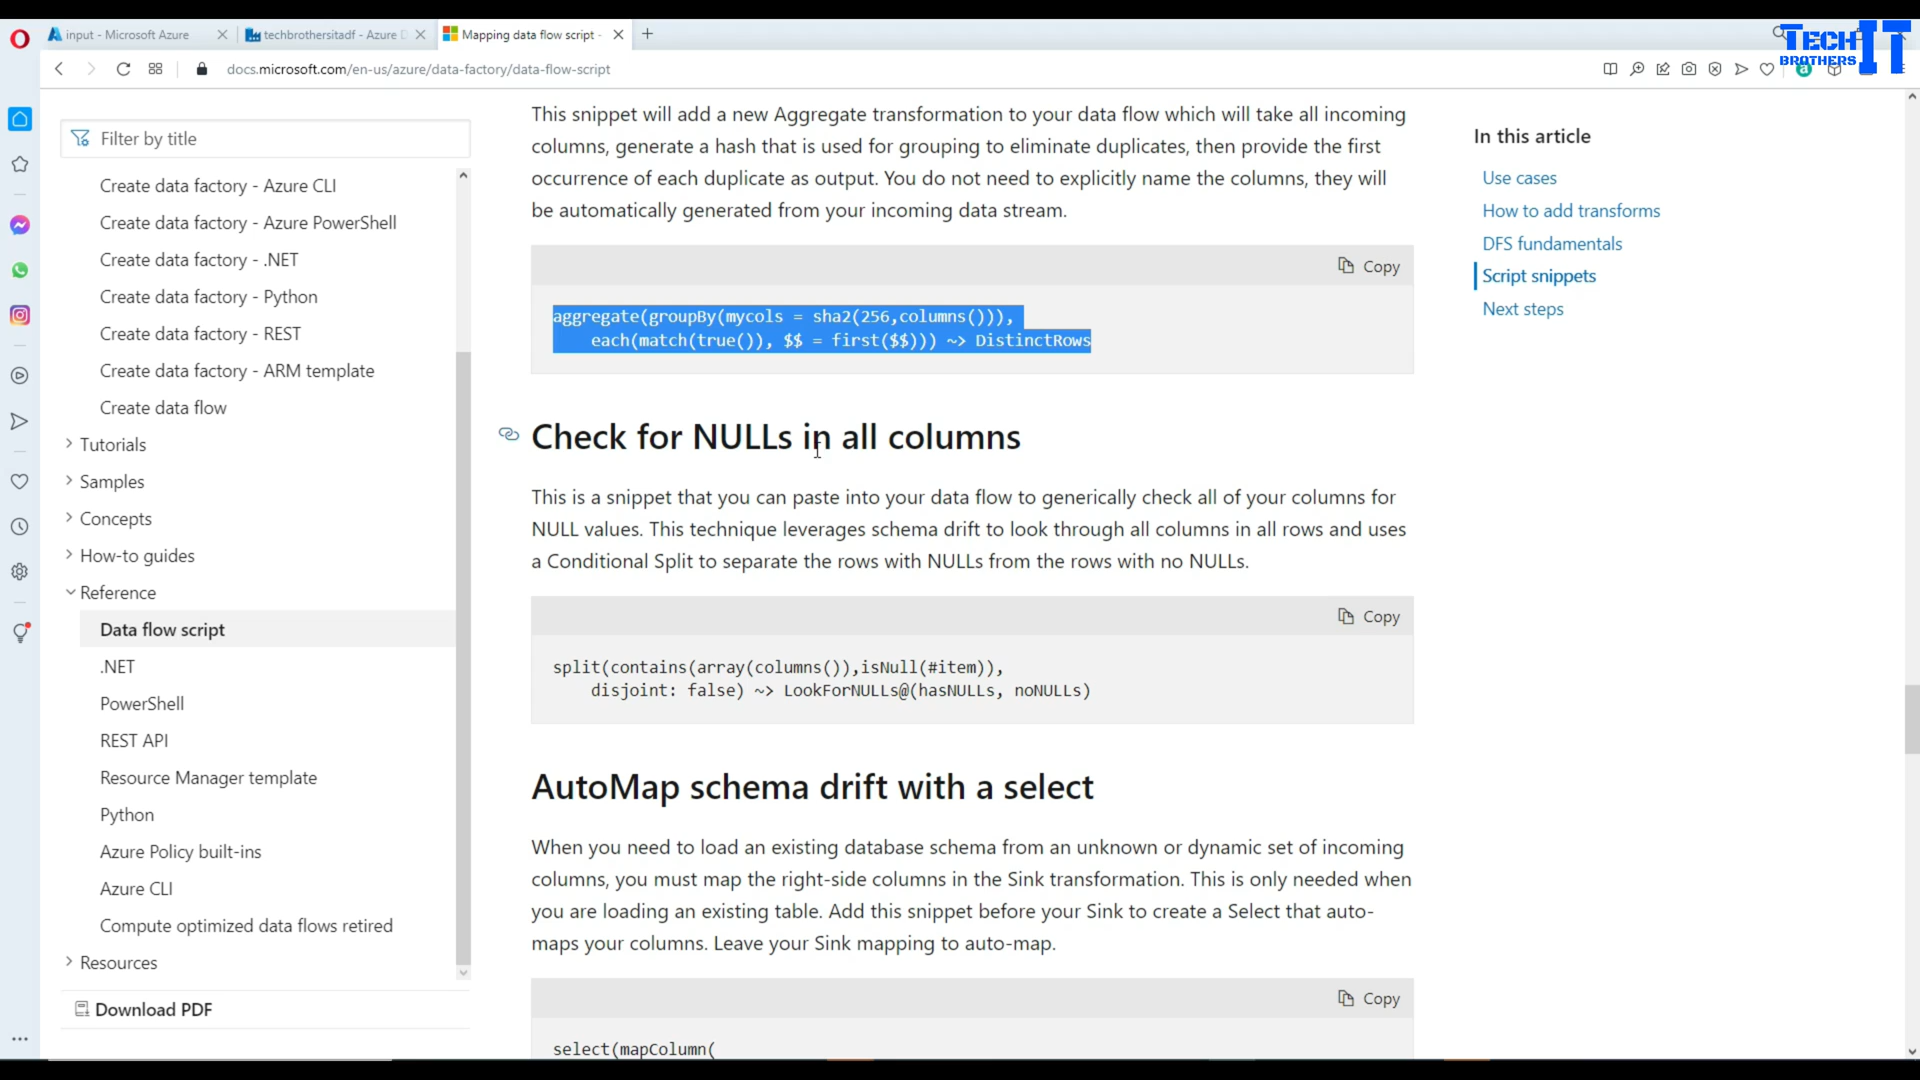 input - Microsoft Azure
techbrothersitadf - Azure D
Mapping data flow script -
TECH IT
BROTHERS
docs.microsoft.com/en-us/azure/data-factory/data-flow-script
Filter by title
Create data factory - Azure CLI
Create data factory - Azure PowerShell
Create data factory - .NET
Create data factory - Python
Create data factory - REST
Create data factory - ARM template
Create data flow
Tutorials
Samples
Concepts
How-to guides
Reference
Data flow script
.NET
PowerShell
REST API
Resource Manager template
Python
Azure Policy built-ins
Azure CLI
Compute optimized data flows retired
Resources
Download PDF
This snippet will add a new Aggregate transformation to your data flow which will take all incoming
columns, generate a hash that is used for grouping to eliminate duplicates, then provide the first
occurrence of each duplicate as output. You do not need to explicitly name the columns, they will
be automatically generated from your incoming data stream.
Copy
aggregate(groupBy(mycols = sha2(256,columns())),
each(match(true()), $$ = first($$))) ~> DistinctRows
Check for NULLs in all columns
This is a snippet that you can paste into your data flow to generically check all of your columns for
NULL values. This technique leverages schema drift to look through all columns in all rows and uses
a Conditional Split to separate the rows with NULLs from the rows with no NULLs.
Copy
split(contains(array(columns()),isNull(#item)),
disjoint: false) ~> LookForNULLs@(hasNULLs, noNULLs)
AutoMap schema drift with a select
When you need to load an existing database schema from an unknown or dynamic set of incoming
columns, you must map the right-side columns in the Sink transformation. This is only needed when
you are loading an existing table. Add this snippet before your Sink to create a Select that auto-
maps your columns. Leave your Sink mapping to auto-map.
Copy
select(mapColumn(
In this article
Use cases
How to add transforms
DFS fundamentals
Script snippets
Next steps